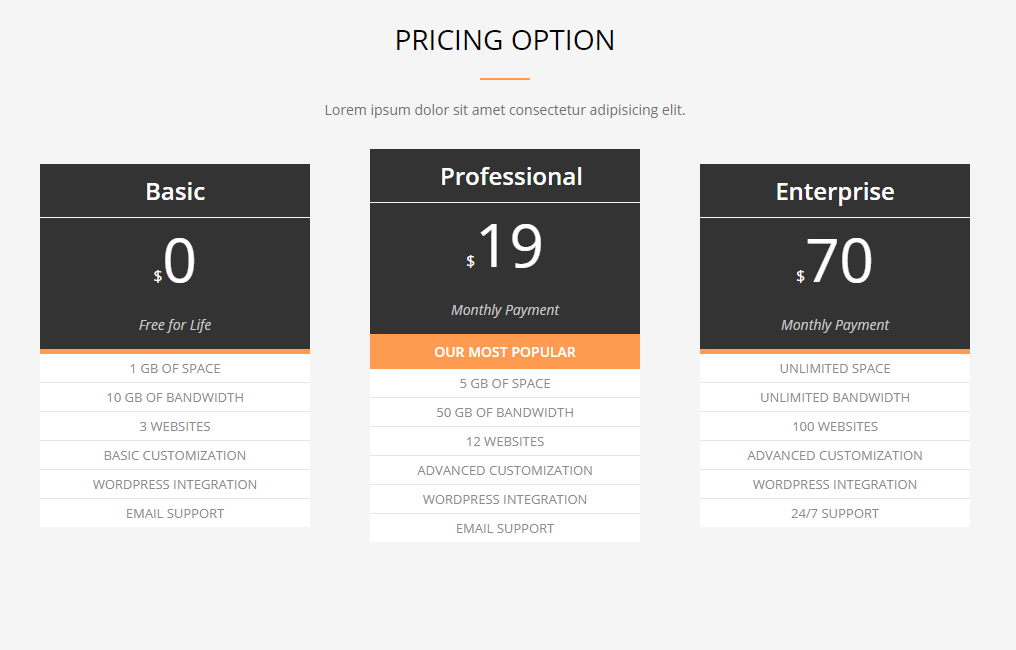 PRICING OPTION
Lorem ipsum dolor sit amet consectetur adipisicing elit.
Basic
$0
Free for Life
1 GB OF SPACE
10 GB OF BANDWIDTH
3 WEBSITES
BASIC CUSTOMIZATION
WORDPRESS INTEGRATION
EMAIL SUPPORT
Professional
$19
Monthly Payment
OUR MOST POPULAR
5 GB OF SPACE
50 GB OF BANDWIDTH
12 WEBSITES
ADVANCED CUSTOMIZATION
WORDPRESS INTEGRATION
EMAIL SUPPORT
Enterprise
$70
Monthly Payment
UNLIMITED SPACE
UNLIMITED BANDWIDTH
100 WEBSITES
ADVANCED CUSTOMIZATION
WORDPRESS INTEGRATION
24/7 SUPPORT